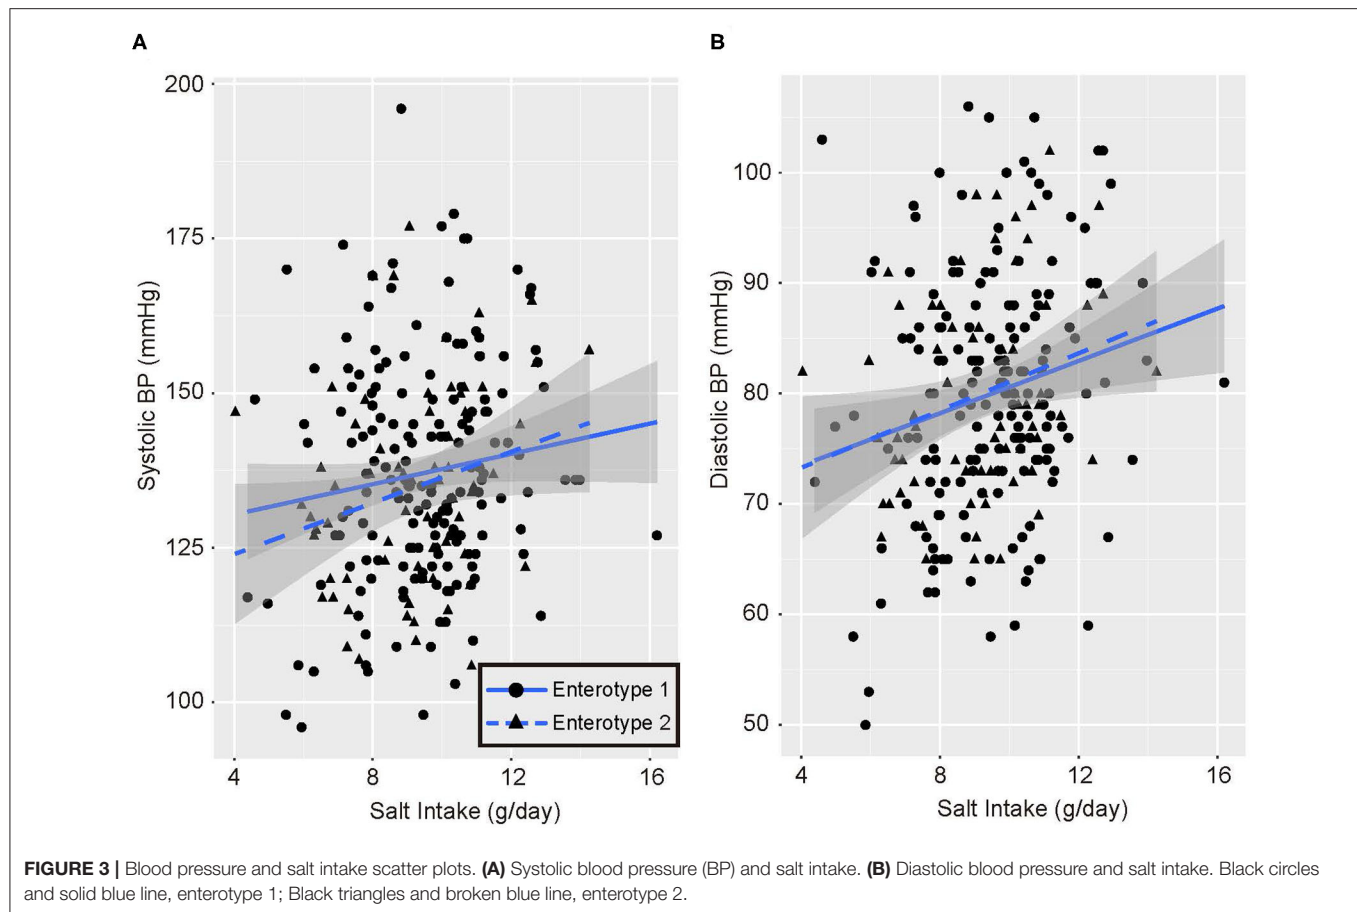 A
B
200
175
150
125
100
Systolic BP (mmHg)
4 8 12 16
Salt Intake (g/day)
Enterotype 1
Enterotype 2
100
90
80
70
60
50
Diastolic BP (mmHg)
4 8 12 16
Salt Intake (g/day)
FIGURE 3 | Blood pressure and salt intake scatter plots. (A) Systolic blood pressure (BP) and salt intake. (B) Diastolic blood pressure and salt intake. Black circles
and solid blue line, enterotype 1; Black triangles and broken blue line, enterotype 2.